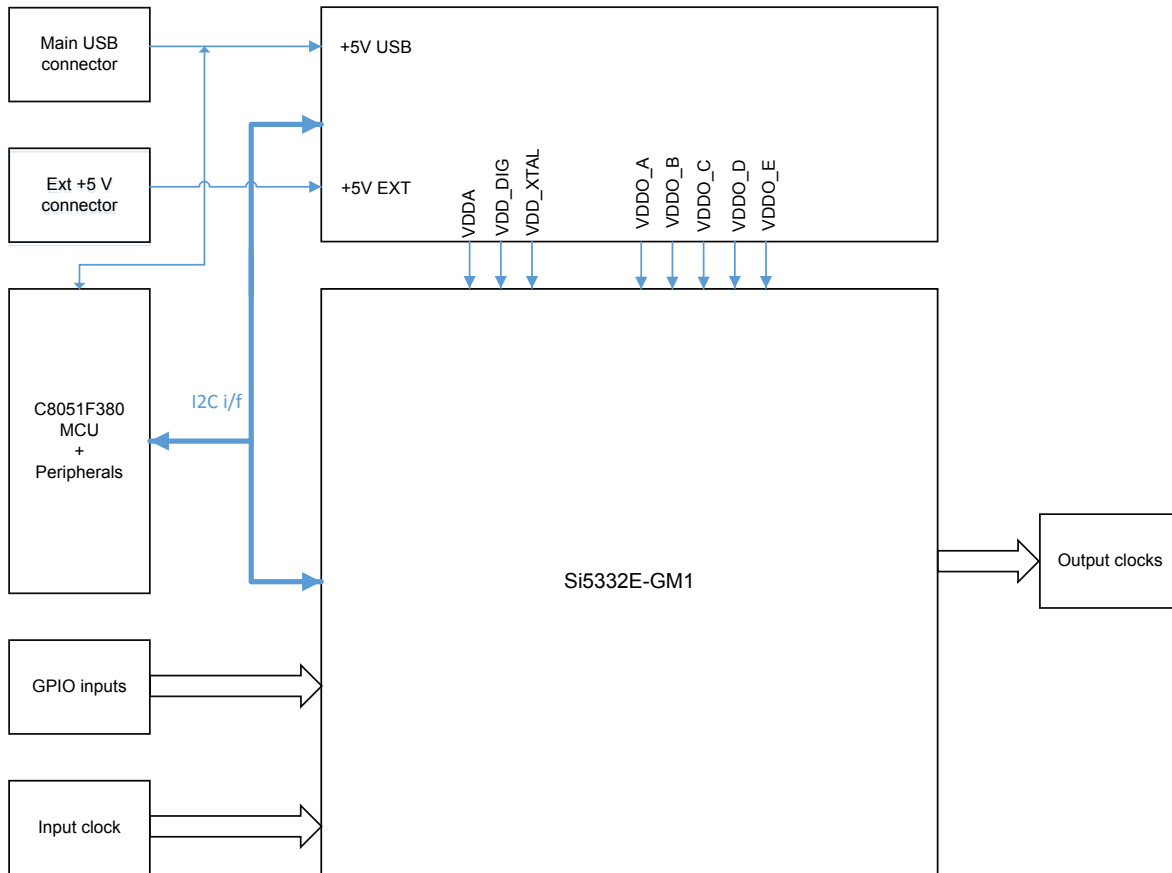 Main USB
connector
+5V USB
Ext +5 V
connector
+5V EXT
VDDA
VDD_DIG
VDD_XTAL
VDDO_A
VDDO_B
VDDO_C
VDDO_D
VDDO_E
C8051F380
MCU
+
Peripherals
I2C i/f
Si5332E-GM1
Output clocks
GPIO inputs
Input clock